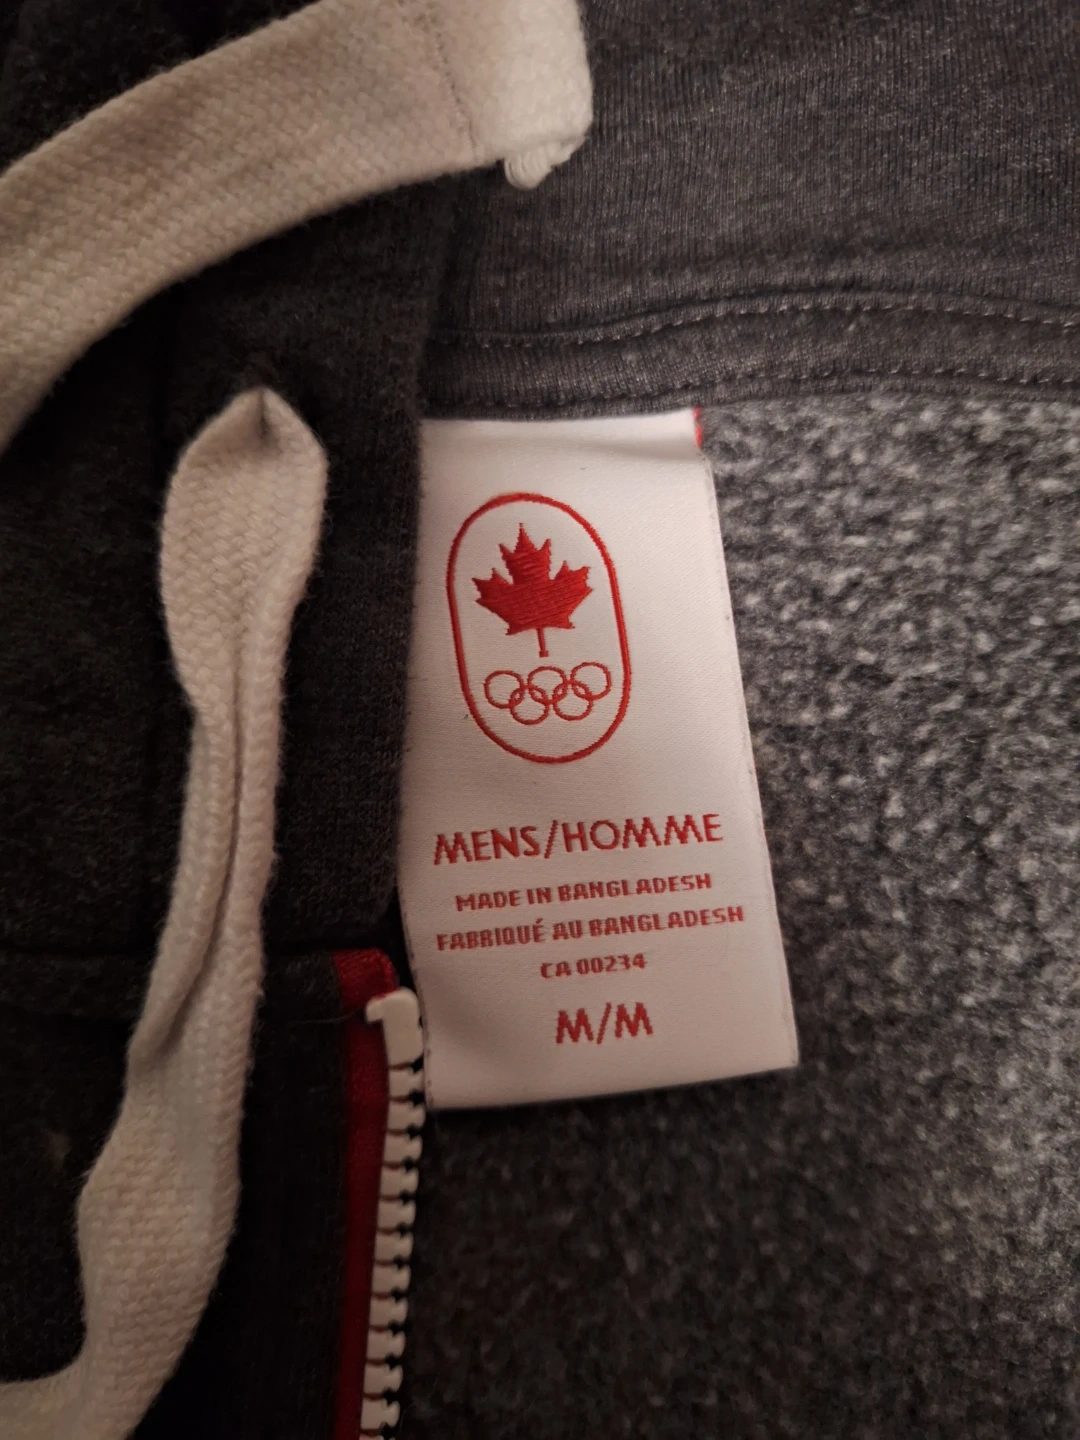 MENS/HOMME
MADE IN BANGLADESH
FABRIQUÉ AU BANGLADESH
CA 00234
M/M